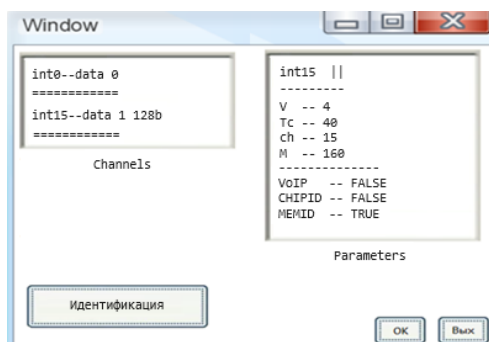 Window
int0--data 0
============
int15--data 1 128b
============
Channels
int15 ||
---------
V -- 4
Tc -- 40
ch -- 15
M -- 160
--------------
VoIP -- FALSE
CHIPID -- FALSE
MEMID -- TRUE
Parameters
Идентификация
OK
Вых